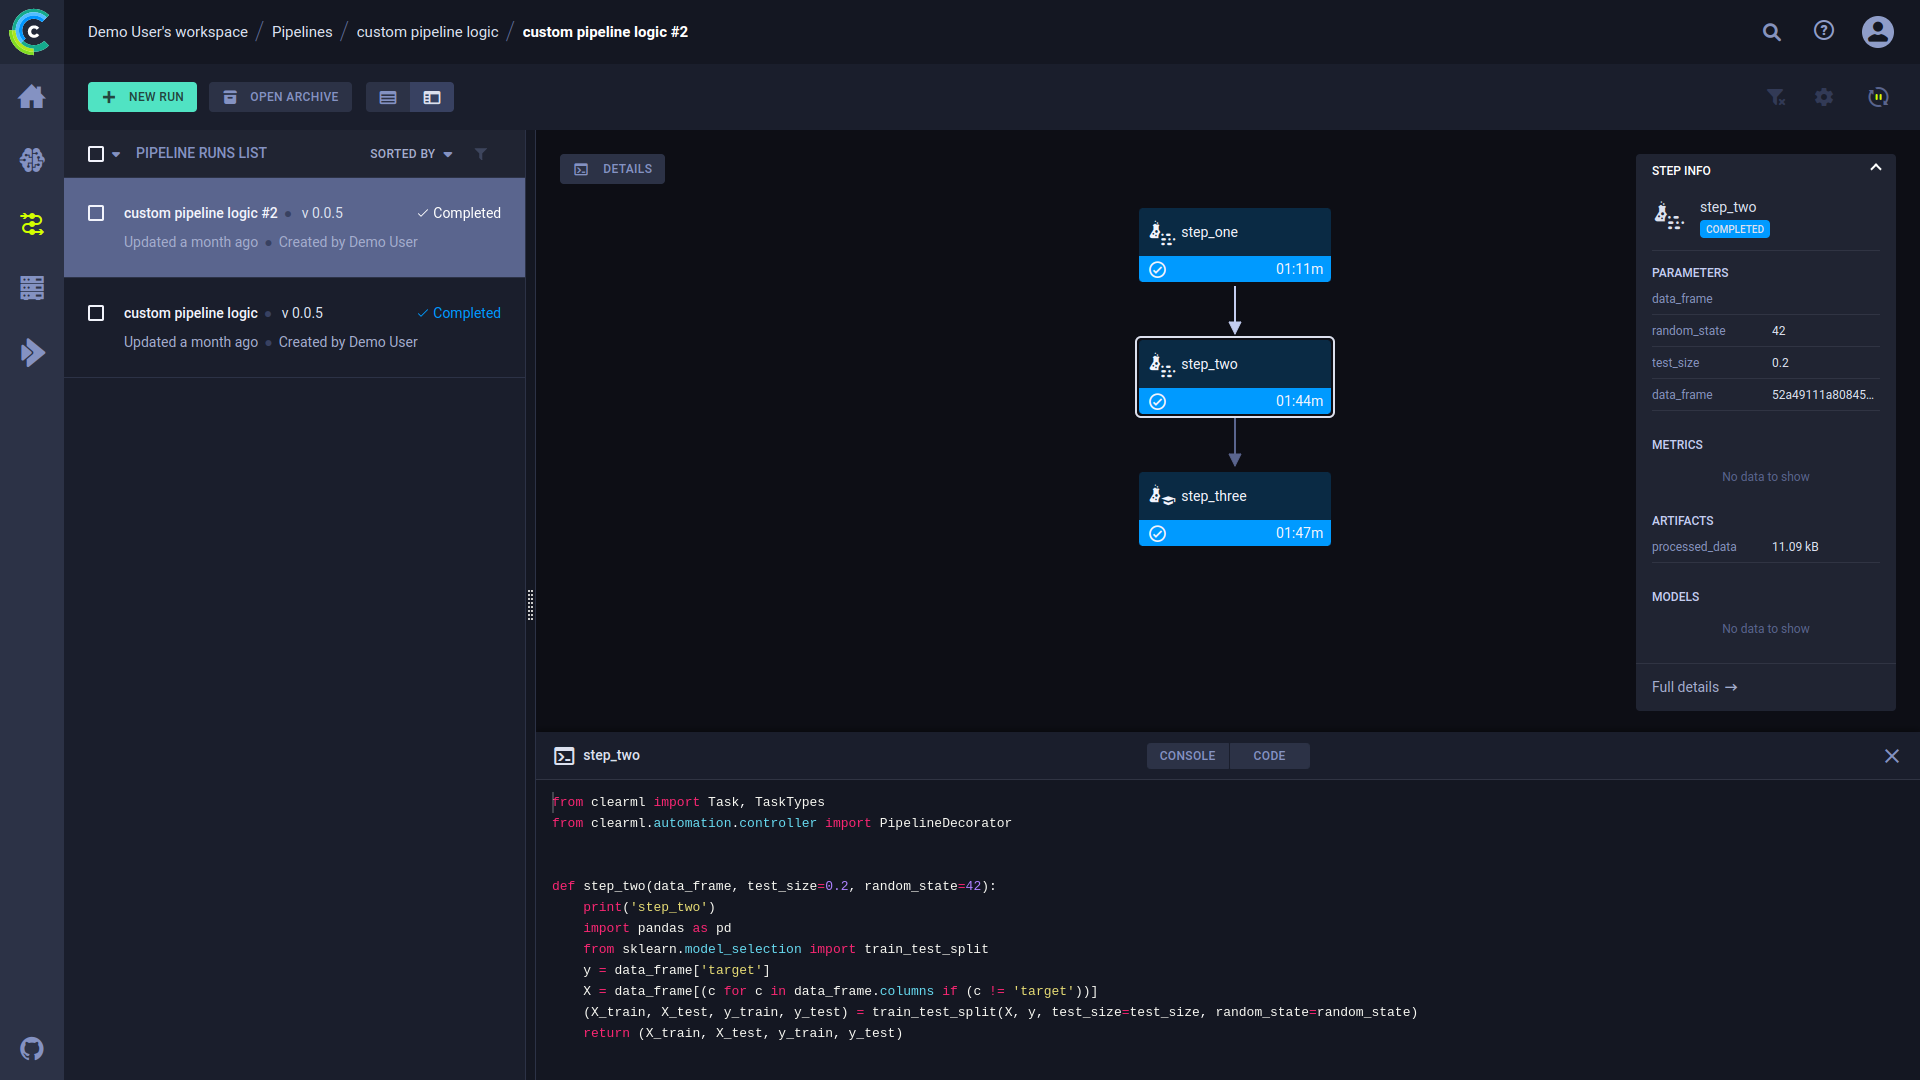 Demo User's workspace / Pipelines / custom pipeline logic / custom pipeline logic #2
NEW RUN
OPEN ARCHIVE
PIPELINE RUNS LIST
SORTED BY
custom pipeline logic #2 v 0.0.5 Completed
Updated a month ago Created by Demo User
custom pipeline logic v 0.0.5 Completed
Updated a month ago Created by Demo User
DETAILS
step_one
01:11m
step_two
01:44m
step_three
01:47m
STEP INFO
step_two
COMPLETED
PARAMETERS
data_frame
random_state 42
test_size 0.2
data_frame 52a49111a80845...
METRICS
No data to show
ARTIFACTS
processed_data 11.09 kB
MODELS
No data to show
Full details →
step_two
CONSOLE
CODE
from clearml import Task, TaskTypes
from clearml.automation.controller import PipelineDecorator
def step_two(data_frame, test_size=0.2, random_state=42):
    print('step_two')
    import pandas as pd
    from sklearn.model_selection import train_test_split
    y = data_frame['target']
    X = data_frame[(c for c in data_frame.columns if (c != 'target'))]
    (X_train, X_test, y_train, y_test) = train_test_split(X, y, test_size=test_size, random_state=random_state)
    return (X_train, X_test, y_train, y_test)